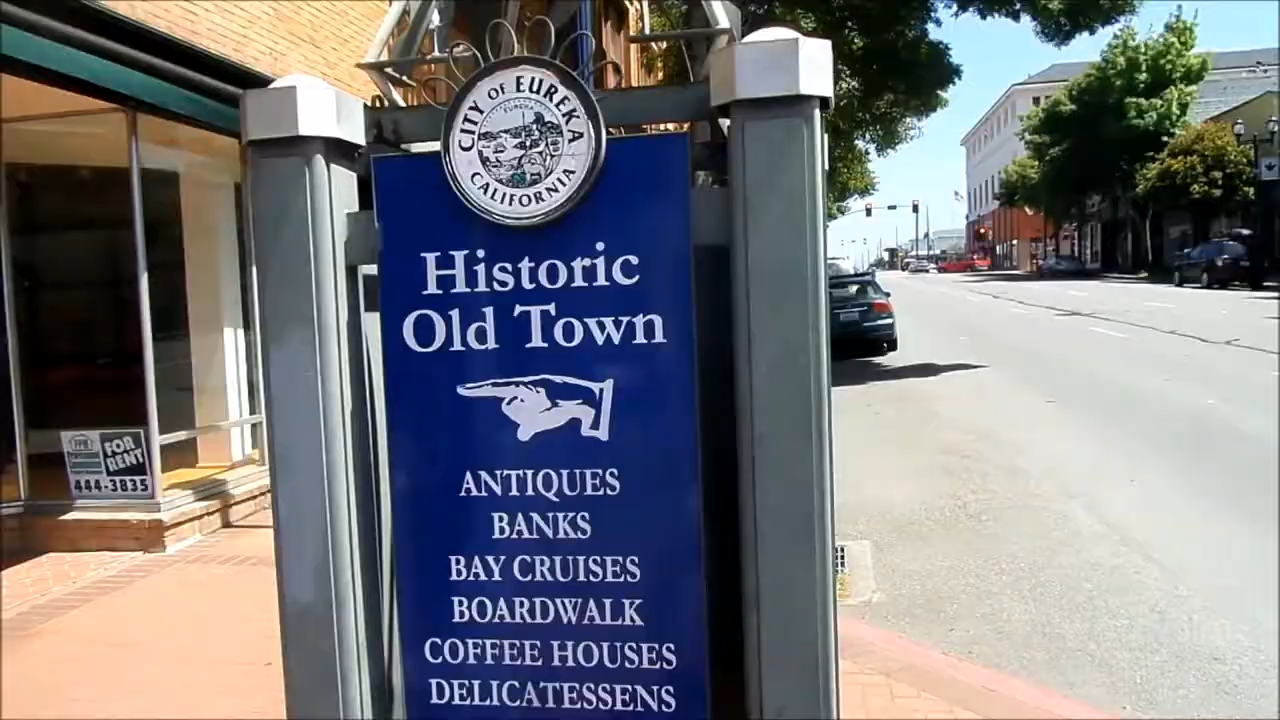 CITY OF EUREKA
EUREKA
CALIFORNIA
Historic
Old Town
ANTIQUES
BANKS
BAY CRUISES
BOARDWALK
COFFEE HOUSES
DELICATESSENS
FOR
RENT
444-3835